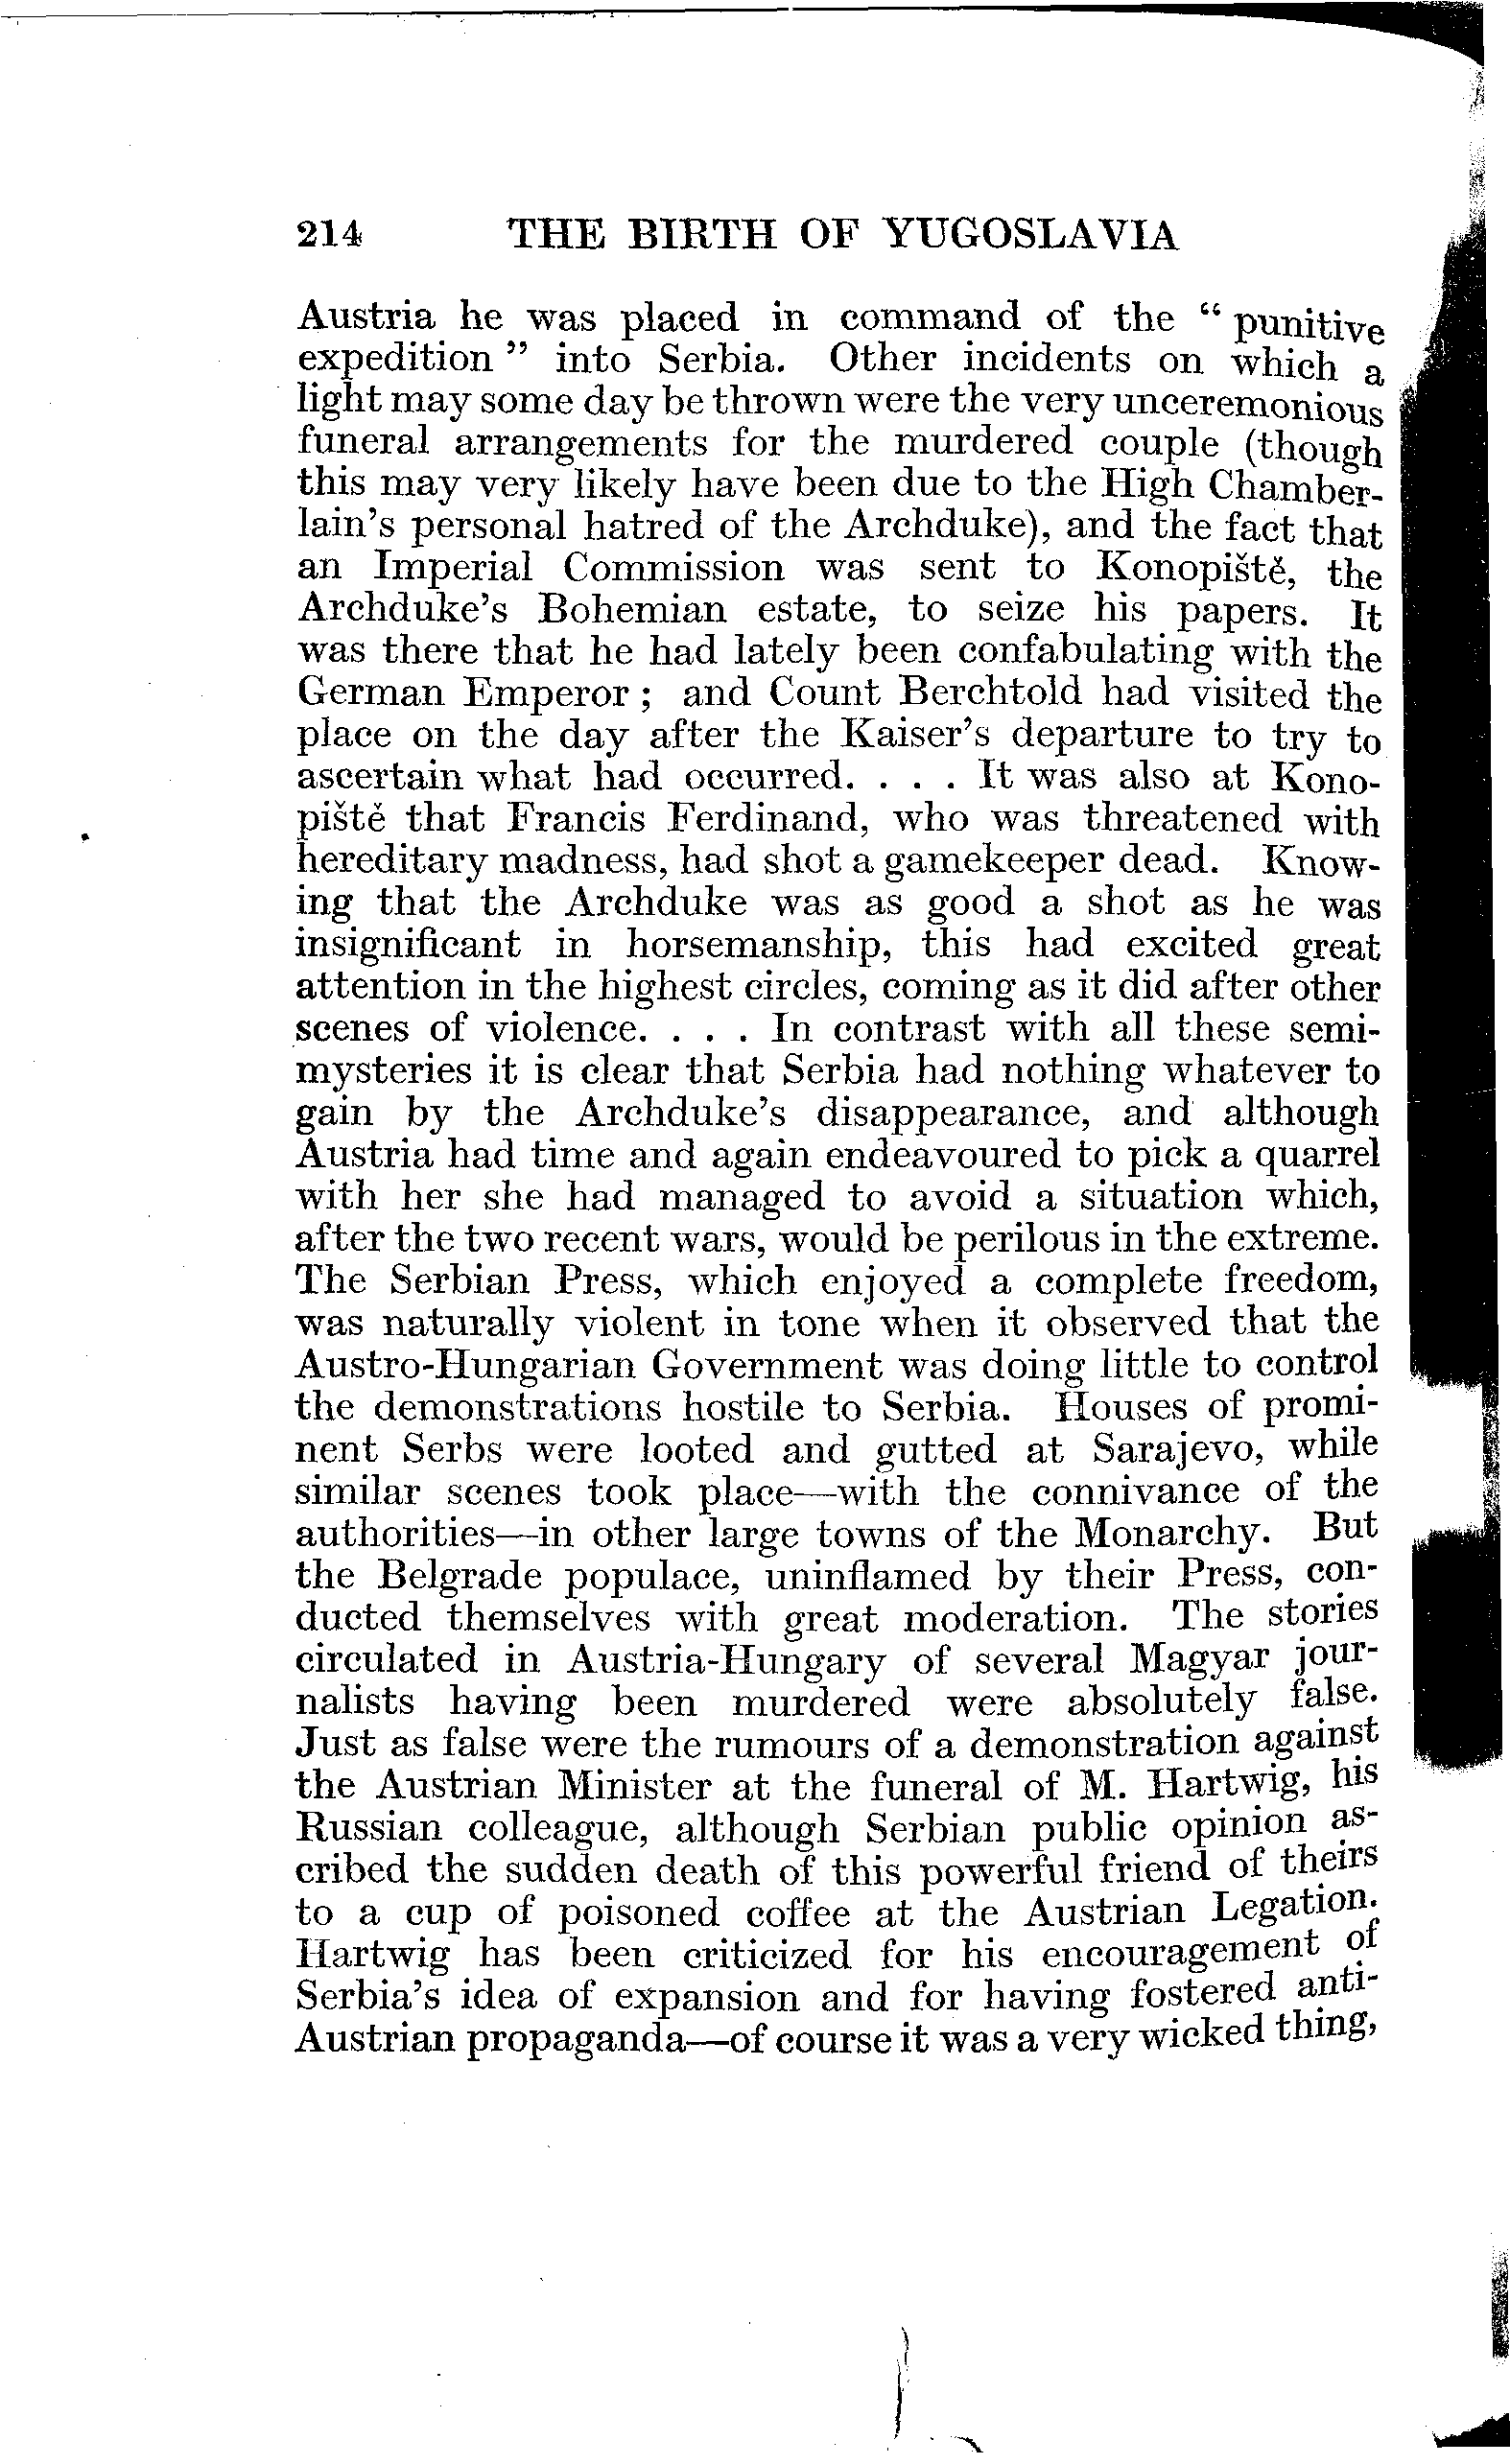 214 THE BIRTH OF YUGOSLAVIA
Austria he was placed in command of the “ punitive
expedition ” into Serbia. Other incidents on which a
light may some day be thrown were the very unceremonious
funeral arrangements for the murdered couple (though
this may very likely have been due to the High Chamber-
lain’s personal hatred of the Archduke), and the fact that
an Imperial Commission was sent to Konopiště, the
Archduke’s Bohemian estate, to seize his papers. It
was there that he had lately been confabulating with the
German Emperor ; and Count Berchtold had visited the
place on the day after the Kaiser’s departure to try to
ascertain what had occurred. . . . It was also at Kono-
piště that Francis Ferdinand, who was threatened with
hereditary madness, had shot a gamekeeper dead. Know-
ing that the Archduke was as good a shot as he was
insignificant in horsemanship, this had excited great
attention in the highest circles, coming as it did after other
scenes of violence. . . . In contrast with all these semi-
mysteries it is clear that Serbia had nothing whatever to
gain by the Archduke’s disappearance, and although
Austria had time and again endeavoured to pick a quarrel
with her she had managed to avoid a situation which,
after the two recent wars, would be perilous in the extreme.
The Serbian Press, which enjoyed a complete freedom,
was naturally violent in tone when it observed that the
Austro-Hungarian Government was doing little to control
the demonstrations hostile to Serbia. Houses of promi-
nent Serbs were looted and gutted at Sarajevo, while
similar scenes took place—with the connivance of the
authorities—in other large towns of the Monarchy. But
the Belgrade populace, uninflamed by their Press, con-
ducted themselves with great moderation. The stories
circulated in Austria-Hungary of several Magyar jour-
nalists having been murdered were absolutely false.
Just as false were the rumours of a demonstration against
the Austrian Minister at the funeral of M. Hartwig, his
Russian colleague, although Serbian public opinion as-
cribed the sudden death of this powerful friend of theirs
to a cup of poisoned coffee at the Austrian Legation.
Hartwig has been criticized for his encouragement of
Serbia’s idea of expansion and for having fostered anti-
Austrian propaganda—of course it was a very wicked thing,